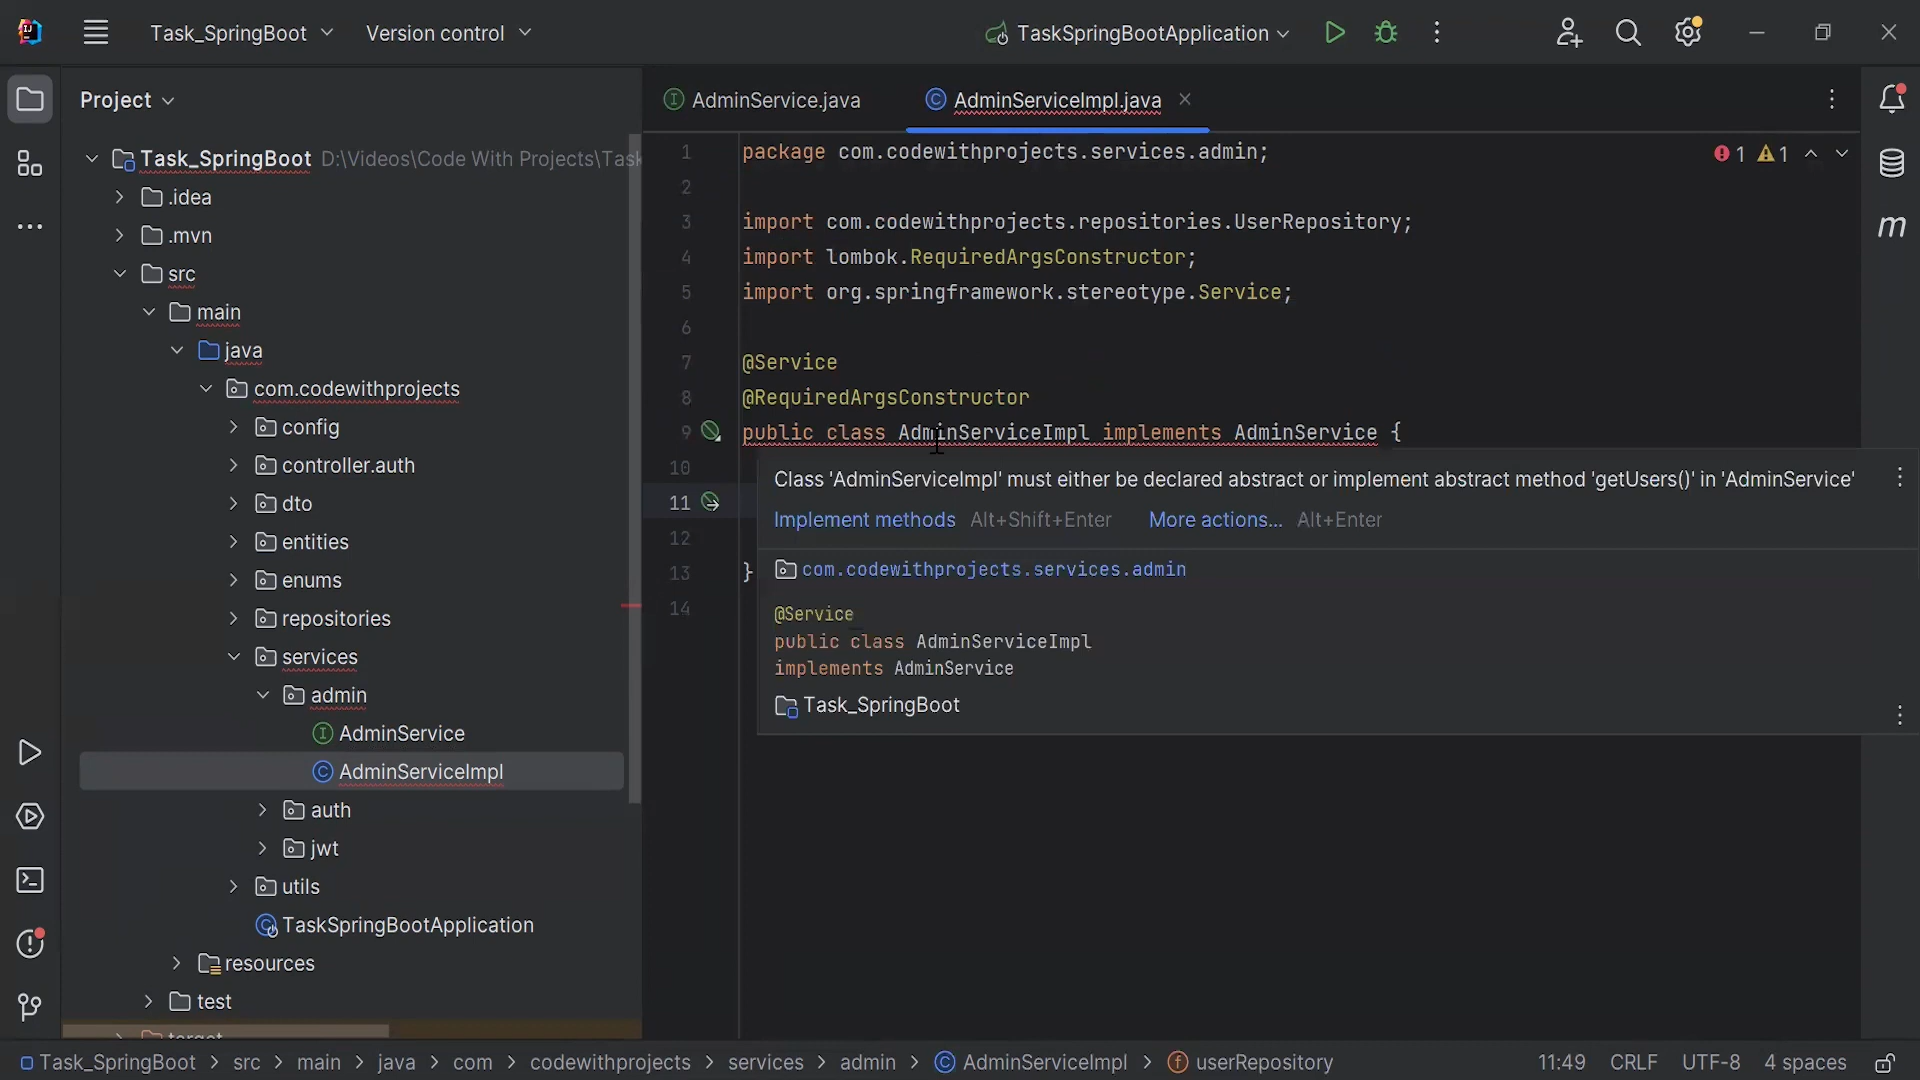 Task_SpringBoot
Version control
TaskSpringBootApplication
Project
Task_SpringBoot D:\Videos\Code With Projects\Task
.idea
.mvn
src
main
java
com.codewithprojects
config
controller.auth
dto
entities
enums
repositories
services
admin
AdminService
AdminServiceImpl
auth
jwt
utils
TaskSpringBootApplication
resources
test
AdminService.java
AdminServiceImpl.java
1 package com.codewithprojects.services.admin;
1 1
2
3 import com.codewithprojects.repositories.UserRepository;
4 import lombok.RequiredArgsConstructor;
5 import org.springframework.stereotype.Service;
6
7 @Service
8 @RequiredArgsConstructor
9 public class AdminServiceImpl implements AdminService {
10
11
12
13 }
14
Class 'AdminServiceImpl' must either be declared abstract or implement abstract method 'getUsers()' in 'AdminService'
Implement methods Alt+Shift+Enter More actions... Alt+Enter
com.codewithprojects.services.admin
@Service
public class AdminServiceImpl
implements AdminService
Task_SpringBoot
m
Task_SpringBoot > src > main > java > com > codewithprojects > services > admin > AdminServiceImpl > userRepository
11:49 CRLF UTF-8 4 spaces